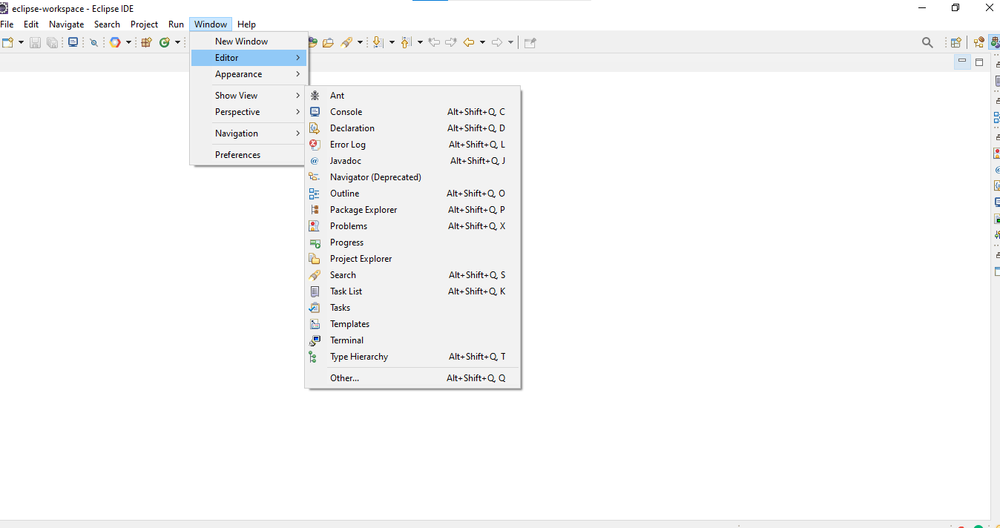 eclipse-workspace - Eclipse IDE
File Edit Navigate Search Project Run Window Help
New Window
Editor
Appearance
Show View
Perspective
Navigation
Preferences
Ant
Console Alt+Shift+Q, C
Declaration Alt+Shift+Q, D
Error Log Alt+Shift+Q, L
Javadoc Alt+Shift+Q, J
Navigator (Deprecated)
Outline Alt+Shift+Q, O
Package Explorer Alt+Shift+Q, P
Problems Alt+Shift+Q, X
Progress
Project Explorer
Search Alt+Shift+Q, S
Task List Alt+Shift+Q, K
Tasks
Templates
Terminal
Type Hierarchy Alt+Shift+Q, T
Other... Alt+Shift+Q, Q